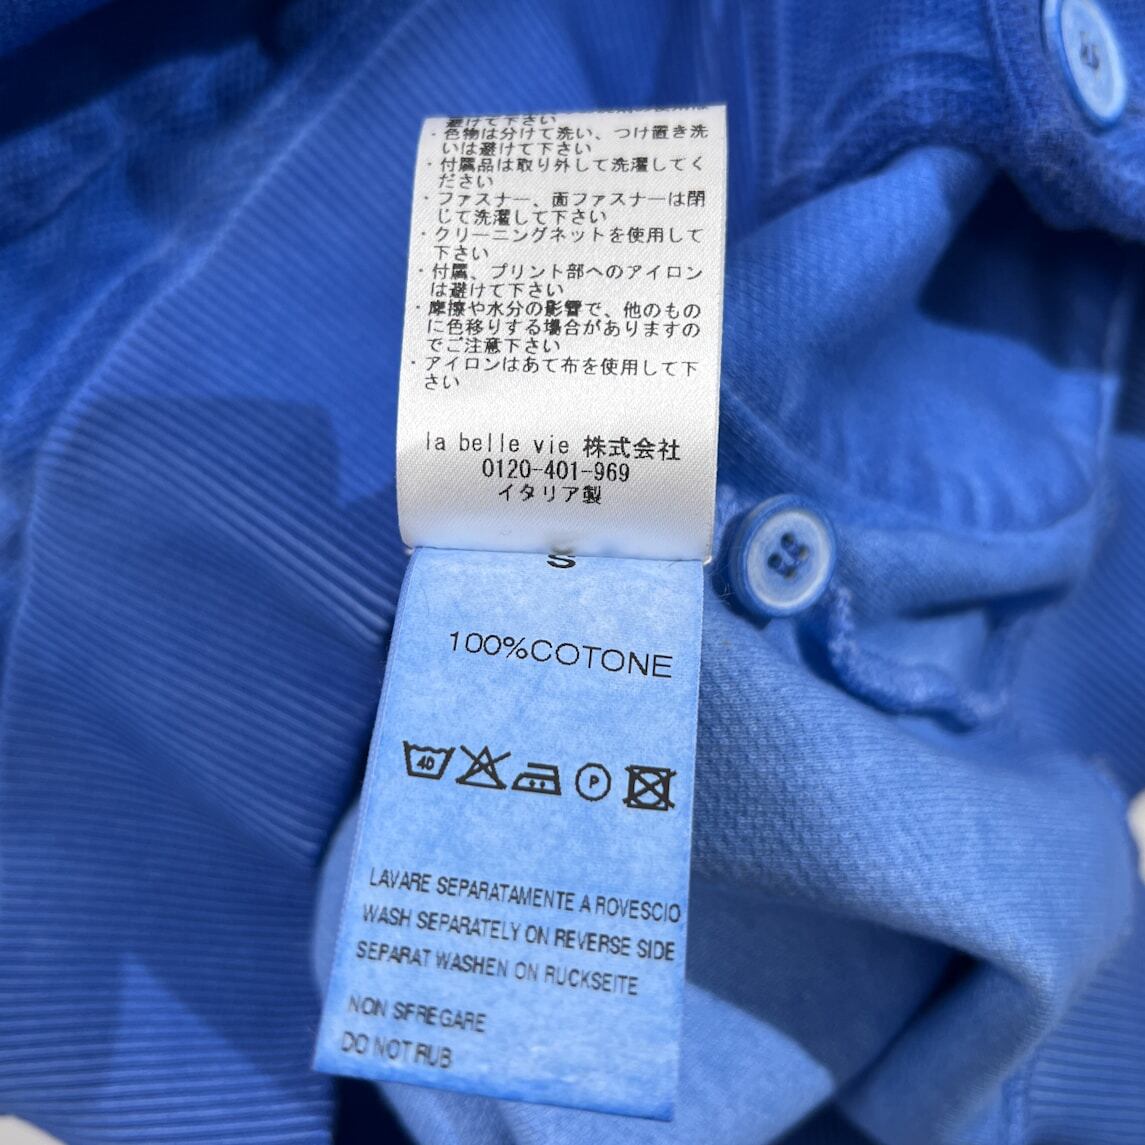 避けて下さい
・色物は分けて洗い、つけ置き洗
いは避けて下さい
・付属品は取り外して洗濯してく
ださい
・ファスナー、面ファスナーは閉
じて洗濯して下さい
・クリーニングネットを使用して
下さい
・付属、プリント部へのアイロン
は避けて下さい
・摩擦や水分の影響で、他のもの
に色移りする場合がありますの
でご注意下さい
・アイロンはあて布を使用して下
さい
la belle vie 株式会社
0120-401-969
イタリア製
S
100%COTONE
40 P
LAVARE SEPARATAMENTE A ROVESCIO
WASH SEPARATELY ON REVERSE SIDE
SEPARAT WASHEN ON RUCKSEITE
NON SFREGARE
DO NOT RUB